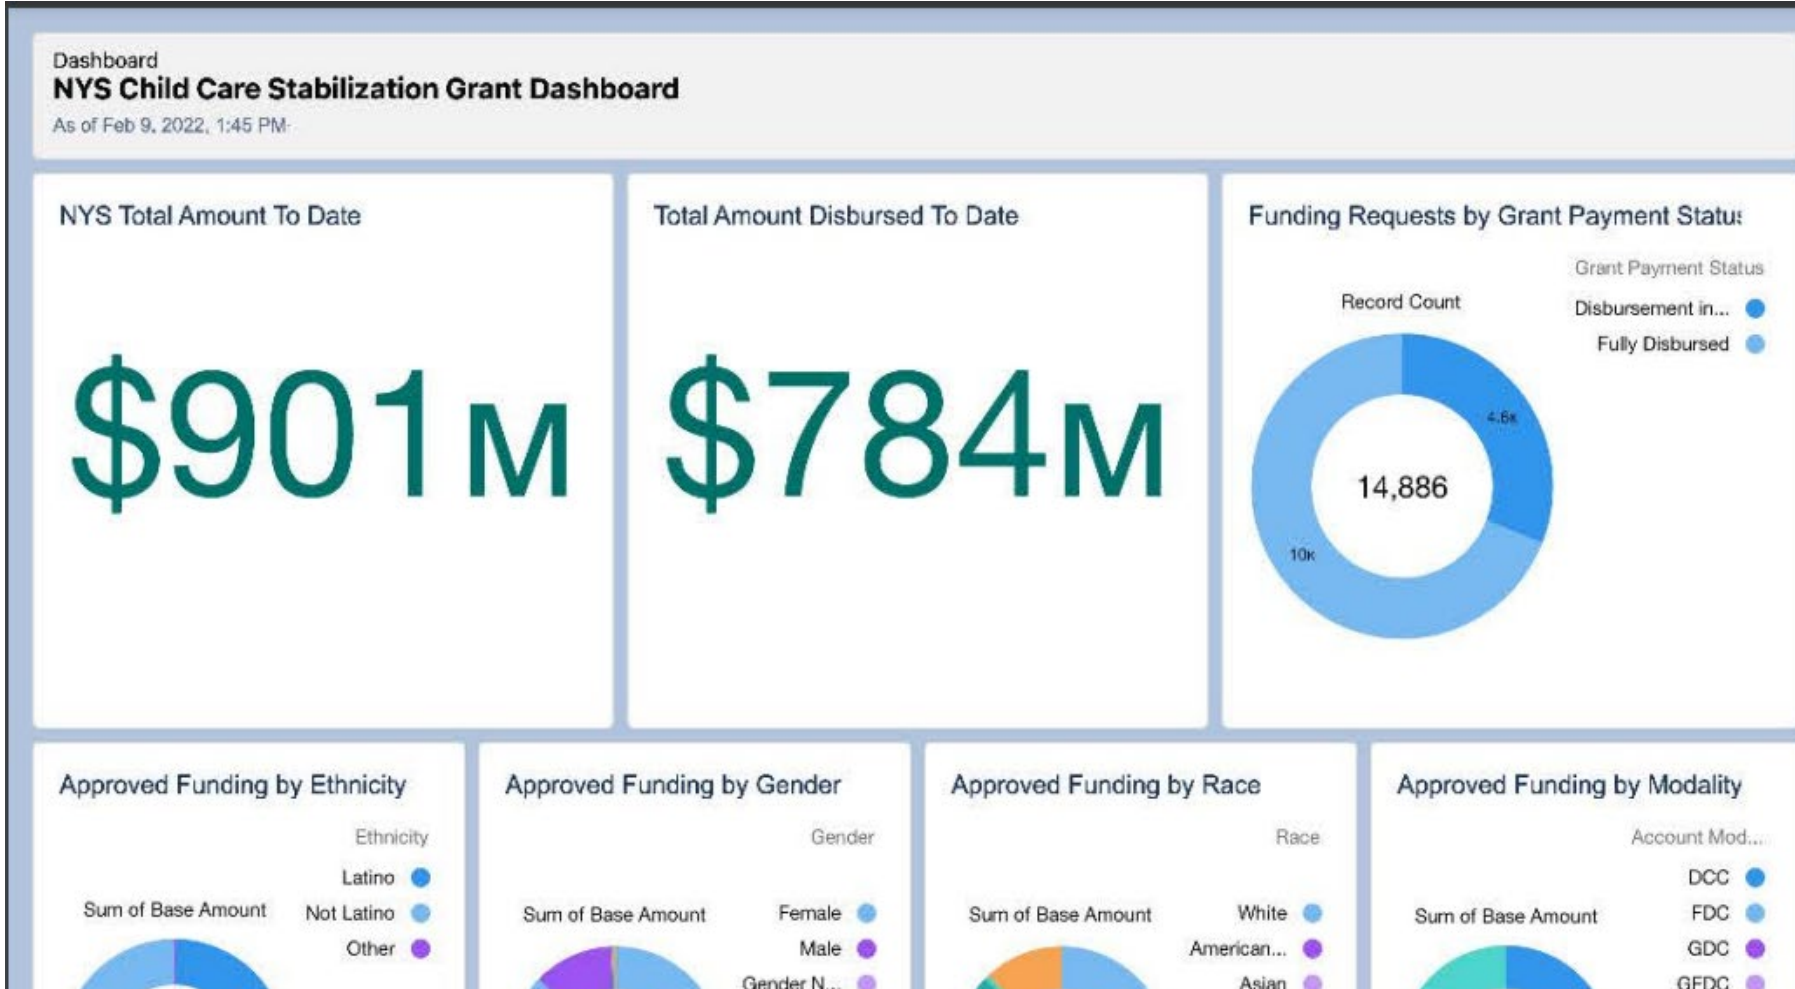 Dashboard
NYS Child Care Stabilization Grant Dashboard
As of Feb 9, 2022, 1:45 PM·
NYS Total Amount To Date
$901M
Total Amount Disbursed To Date
$784M
Funding Requests by Grant Payment Status
Grant Payment Status
Record Count
Disbursement in...
Fully Disbursed
4.6K
14,886
10K
Approved Funding by Ethnicity
Ethnicity
Latino
Sum of Base Amount
Not Latino
Other
Approved Funding by Gender
Gender
Sum of Base Amount
Female
Male
Gender N...
Approved Funding by Race
Race
Sum of Base Amount
White
American...
Asian
Approved Funding by Modality
Account Mod...
DCC
Sum of Base Amount
FDC
GDC
GFDC